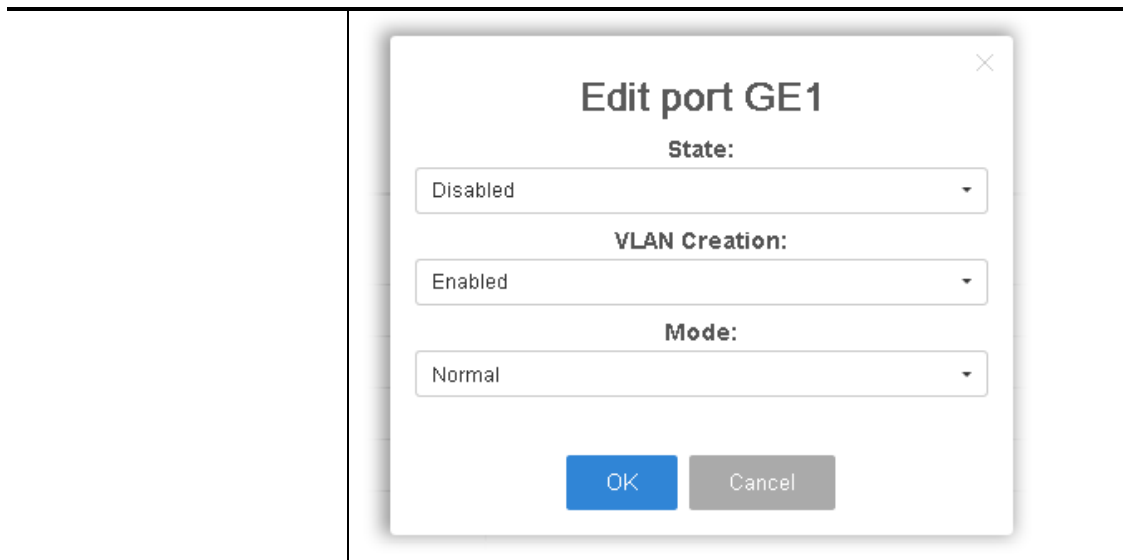 Edit port GE1
State:
Disabled
VLAN Creation:
Enabled
Mode:
Normal
OK Cancel